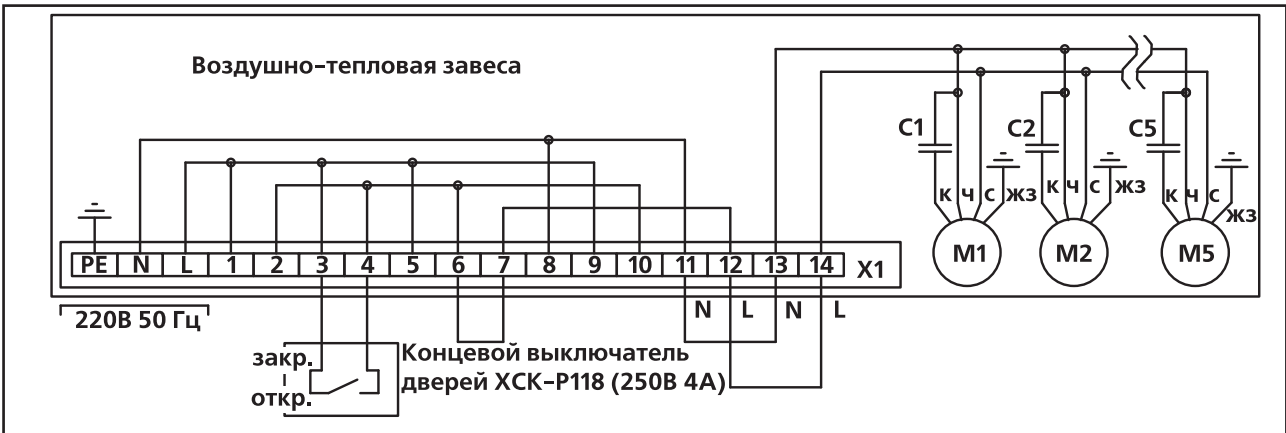 Воздушно-тепловая завеса
C1 C2 C5
К Ч С ЖЗ К Ч С ЖЗ К Ч С ЖЗ
M1 M2 M5
PE N L 1 2 3 4 5 6 7 8 9 10 11 12 13 14 X1
N L N L
220В 50 Гц
закр.
откр.
Концевой выключатель
дверей ХСК-Р118 (250В 4А)